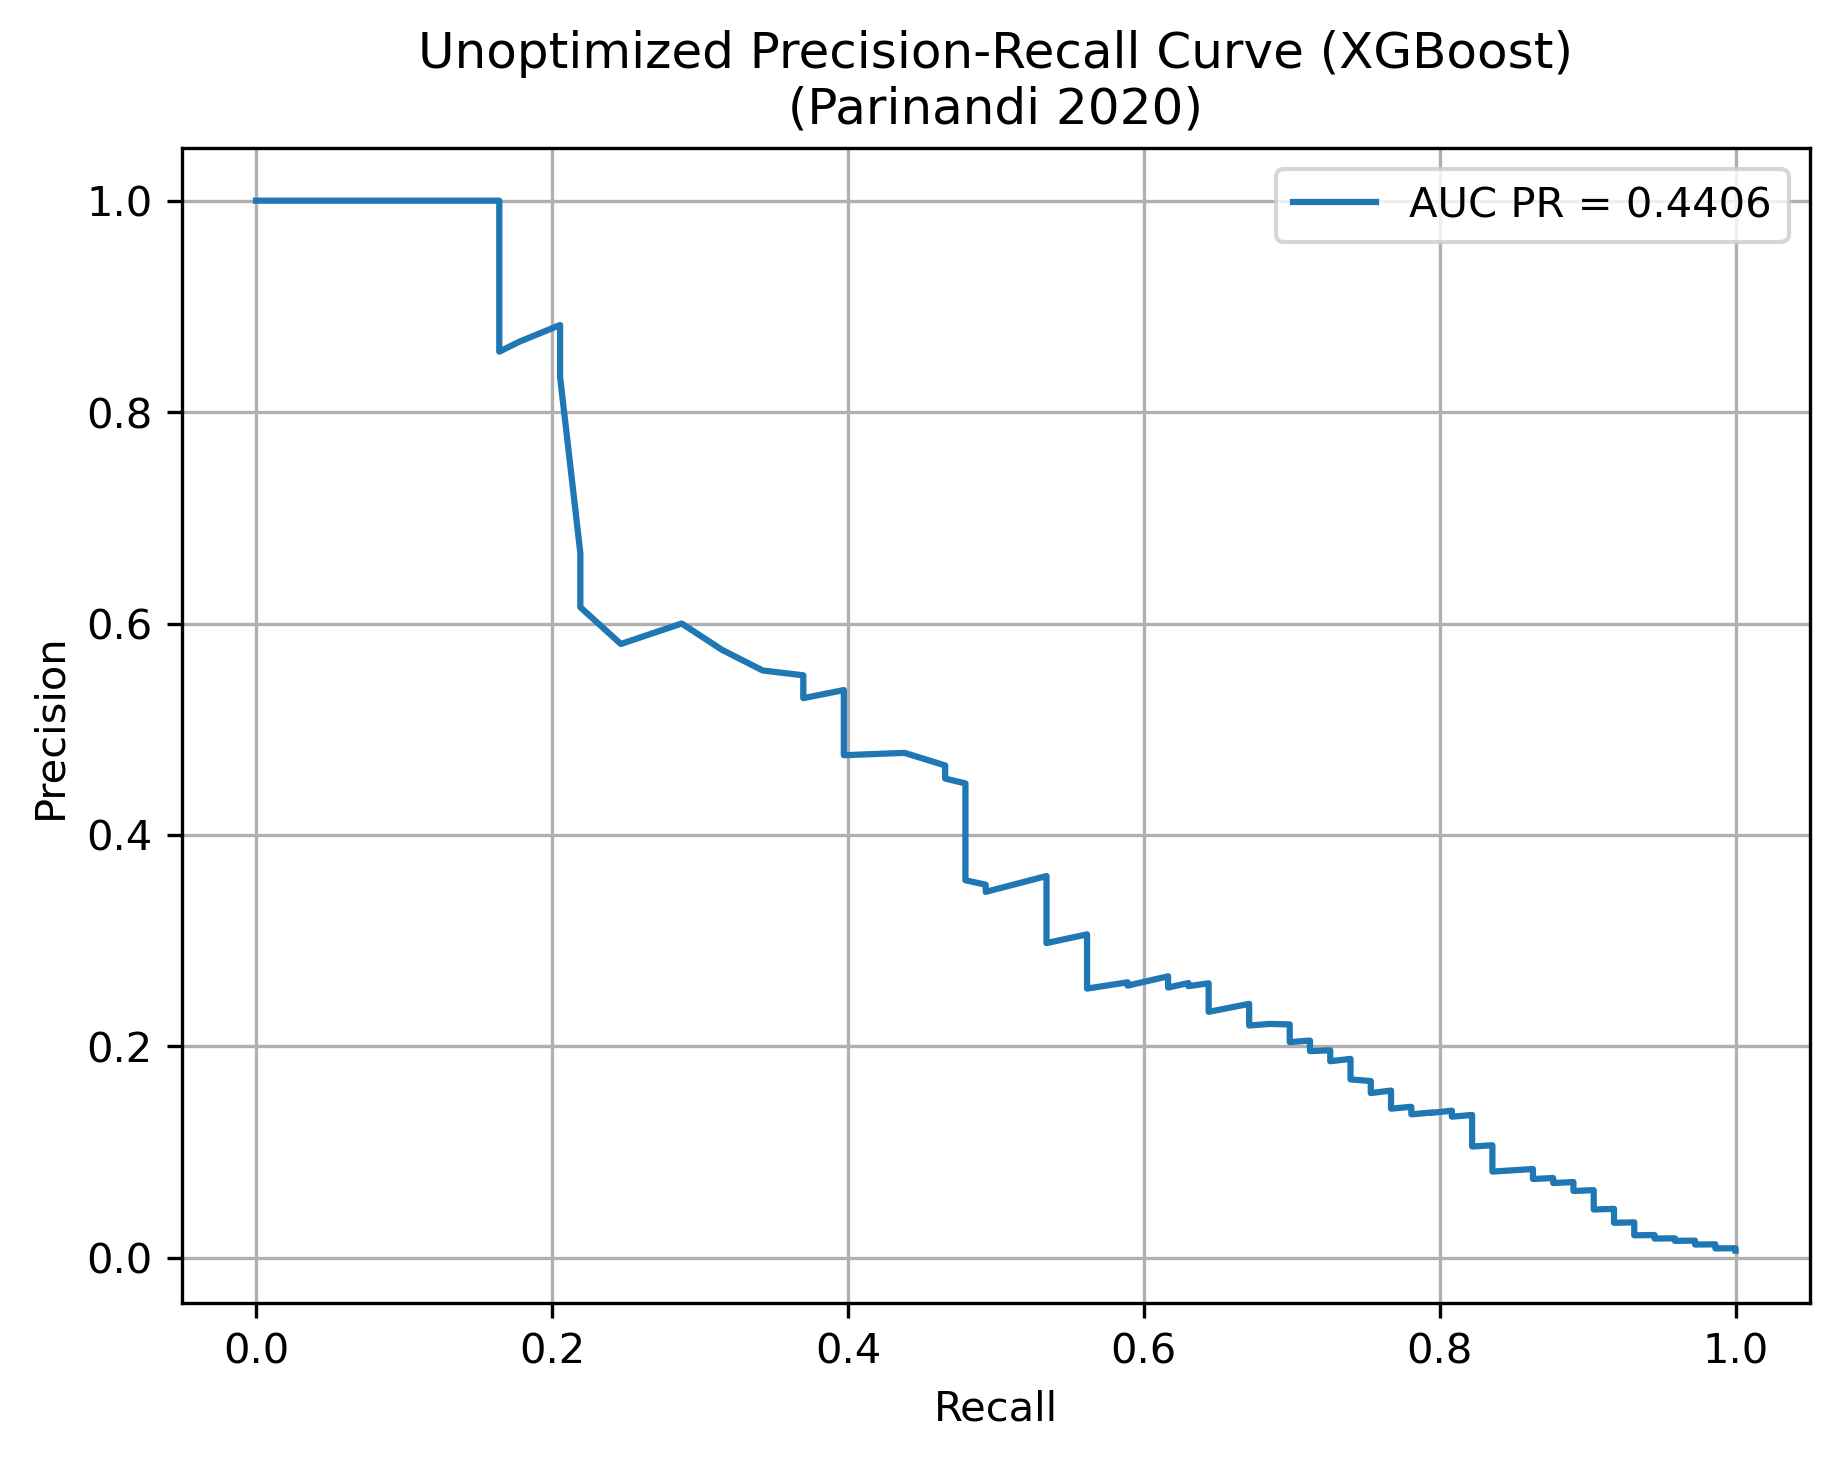 Unoptimized Precision-Recall Curve (XGBoost)
(Parinandi 2020)
AUC PR = 0.4406
1.0
0.8
0.6
0.4
0.2
0.0
Precision
0.0 0.2 0.4 0.6 0.8 1.0
Recall